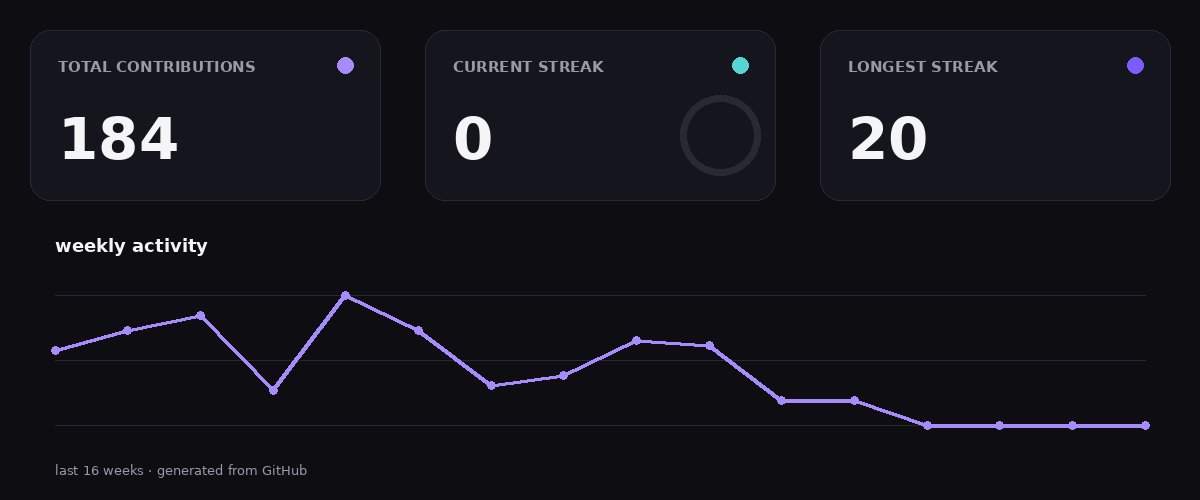 TOTAL CONTRIBUTIONS
184
CURRENT STREAK
0
LONGEST STREAK
20
weekly activity
last 16 weeks · generated from GitHub